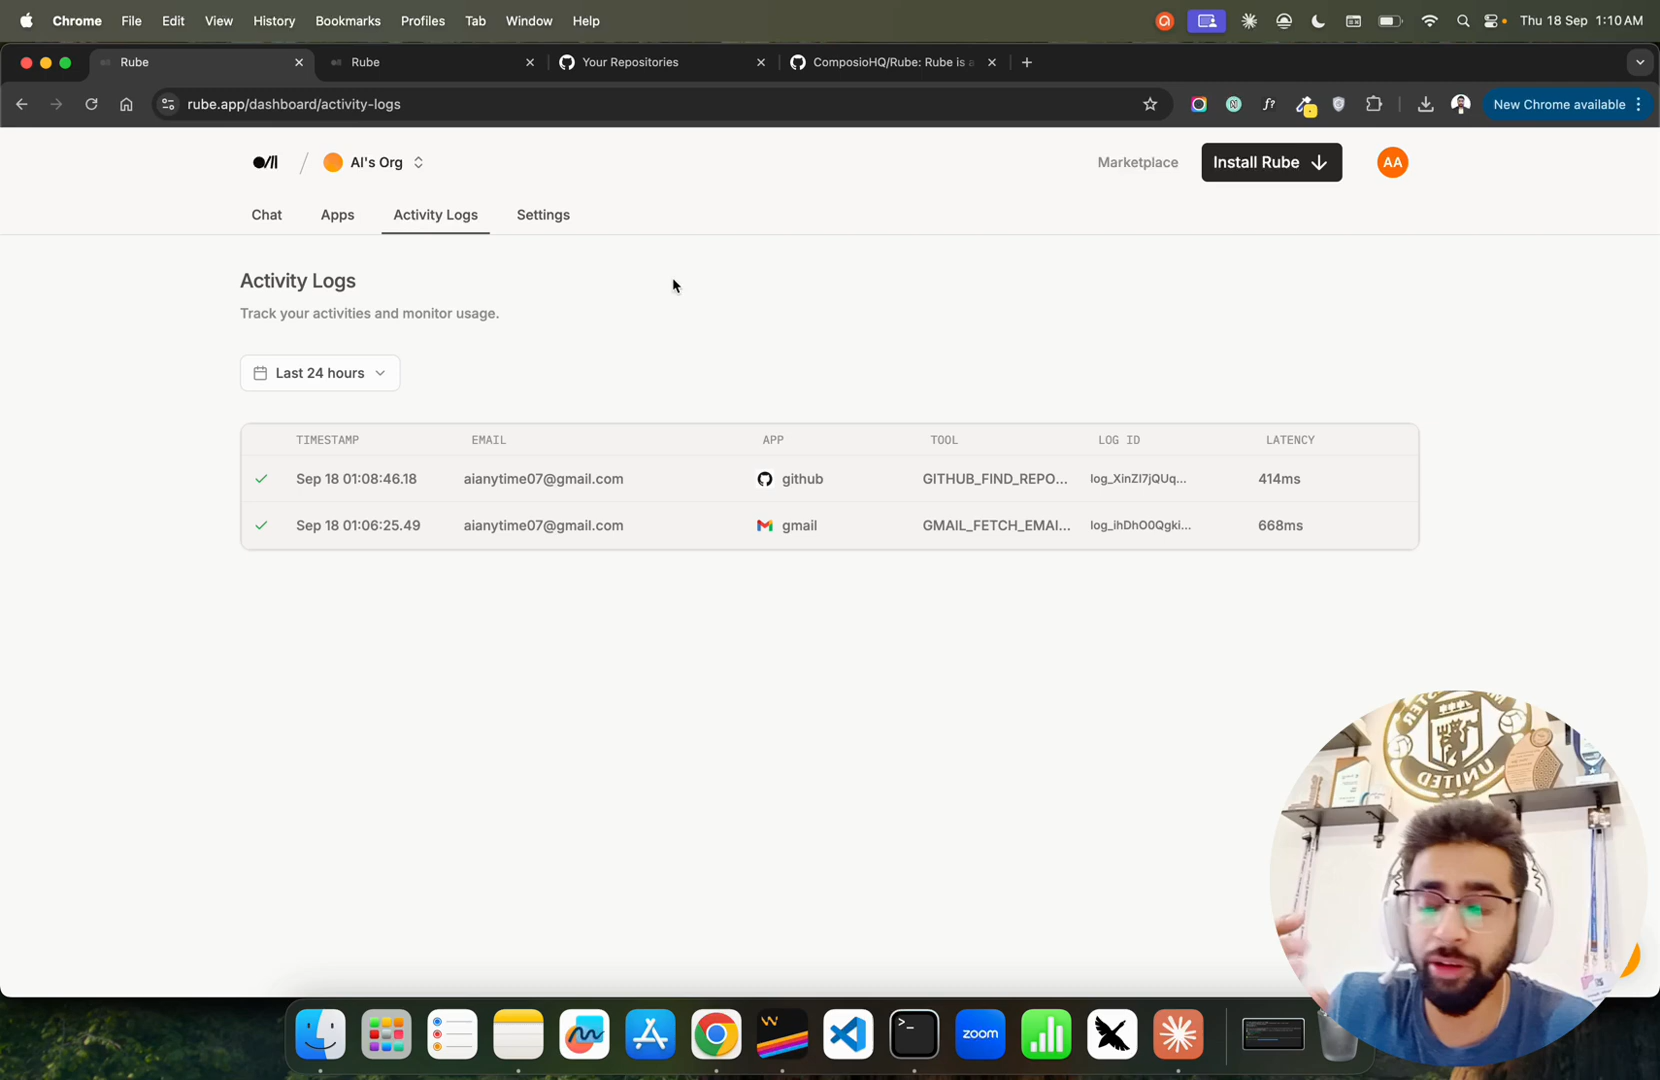 Chrome File Edit View History Bookmarks Profiles Tab Window Help Thu 18 Sep 1:10 AM
Rube Rube Your Repositories ComposioHQ/Rube: Rube is a
rube.app/dashboard/activity-logs New Chrome available
AI's Org Marketplace Install Rube AA
Chat Apps Activity Logs Settings
Activity Logs
Track your activities and monitor usage.
Last 24 hours
TIMESTAMP EMAIL APP TOOL LOG ID LATENCY
Sep 18 01:08:46.18 aianytime07@gmail.com github GITHUB_FIND_REPO... log_XinZI7jQUq... 414ms
Sep 18 01:06:25.49 aianytime07@gmail.com gmail GMAIL_FETCH_EMAI... log_ihDhO0Qgki... 668ms
UNITED
zoom